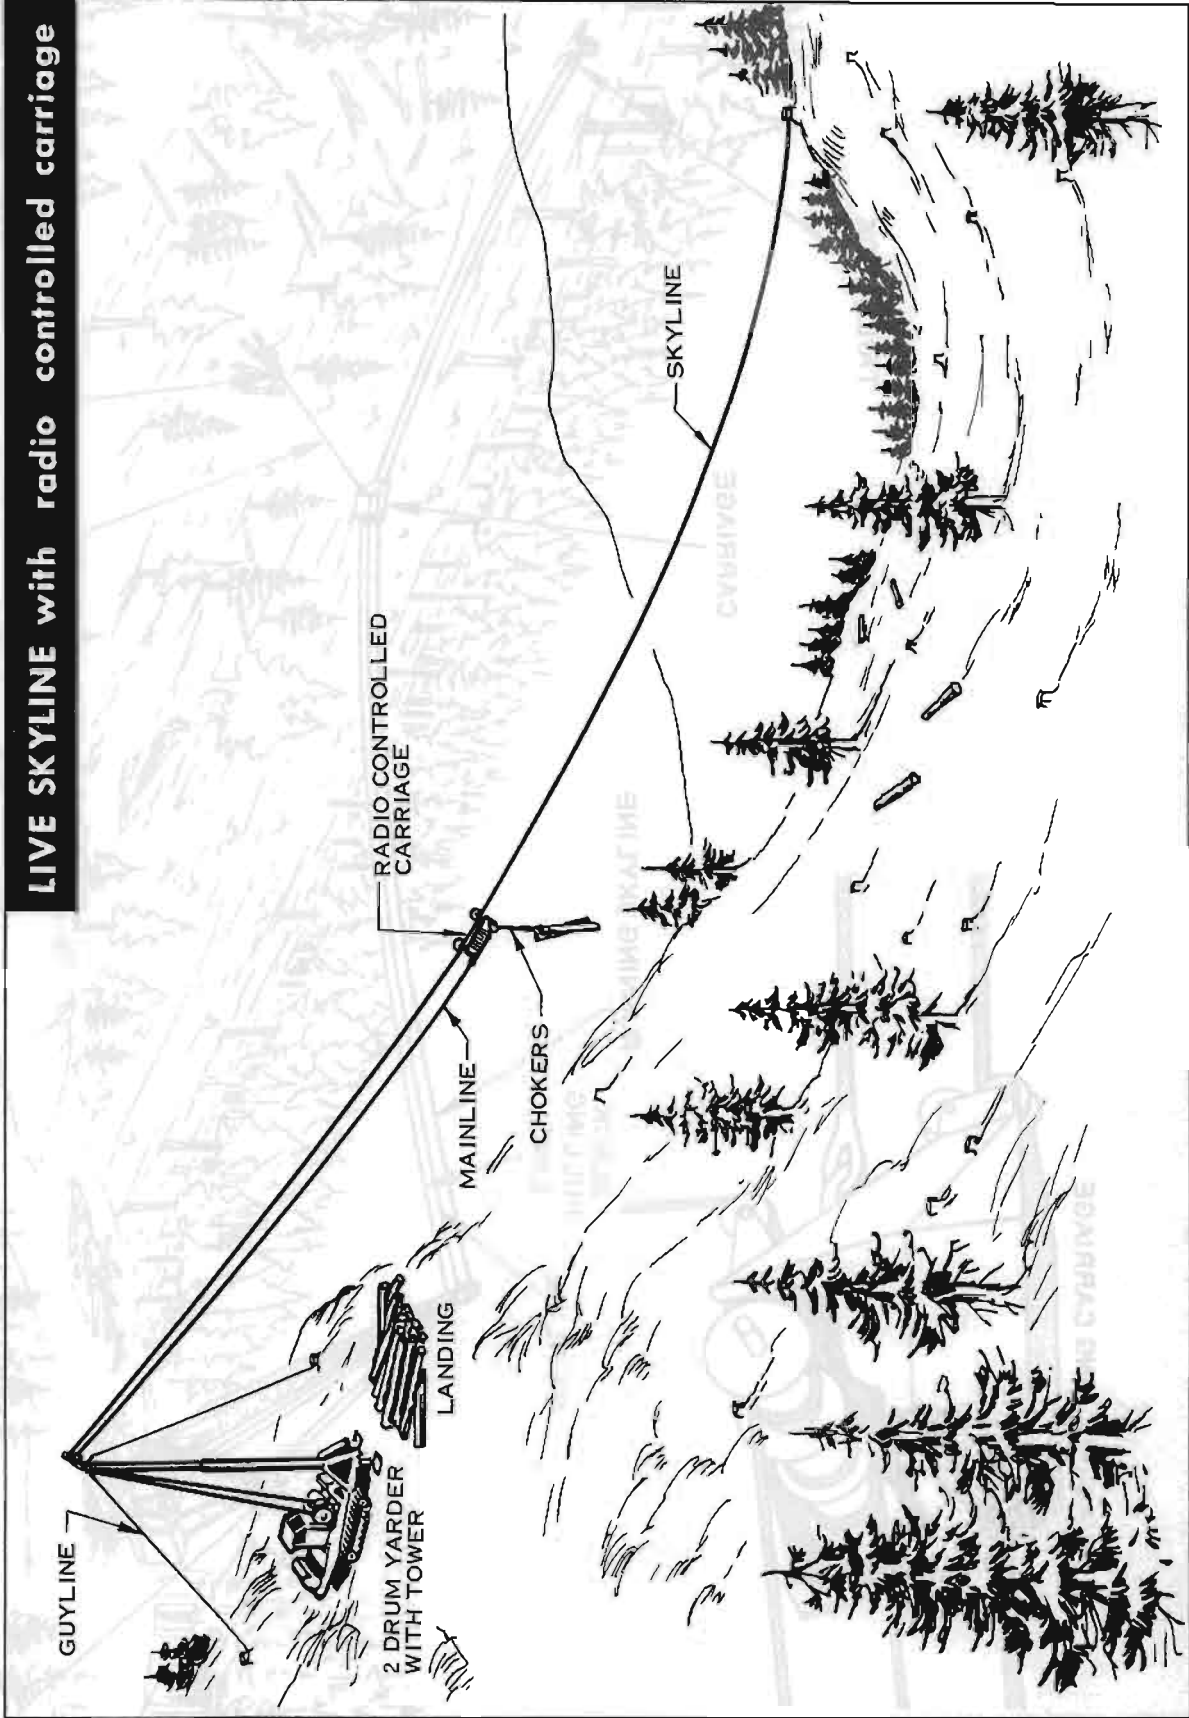 LIVE SKYLINE with radio controlled carriage
GUYLINE
2 DRUM YARDER
WITH TOWER
LANDING
MAINLINE
CHOKERS
RADIO CONTROLLED
CARRIAGE
SKYLINE
CARRIAGE